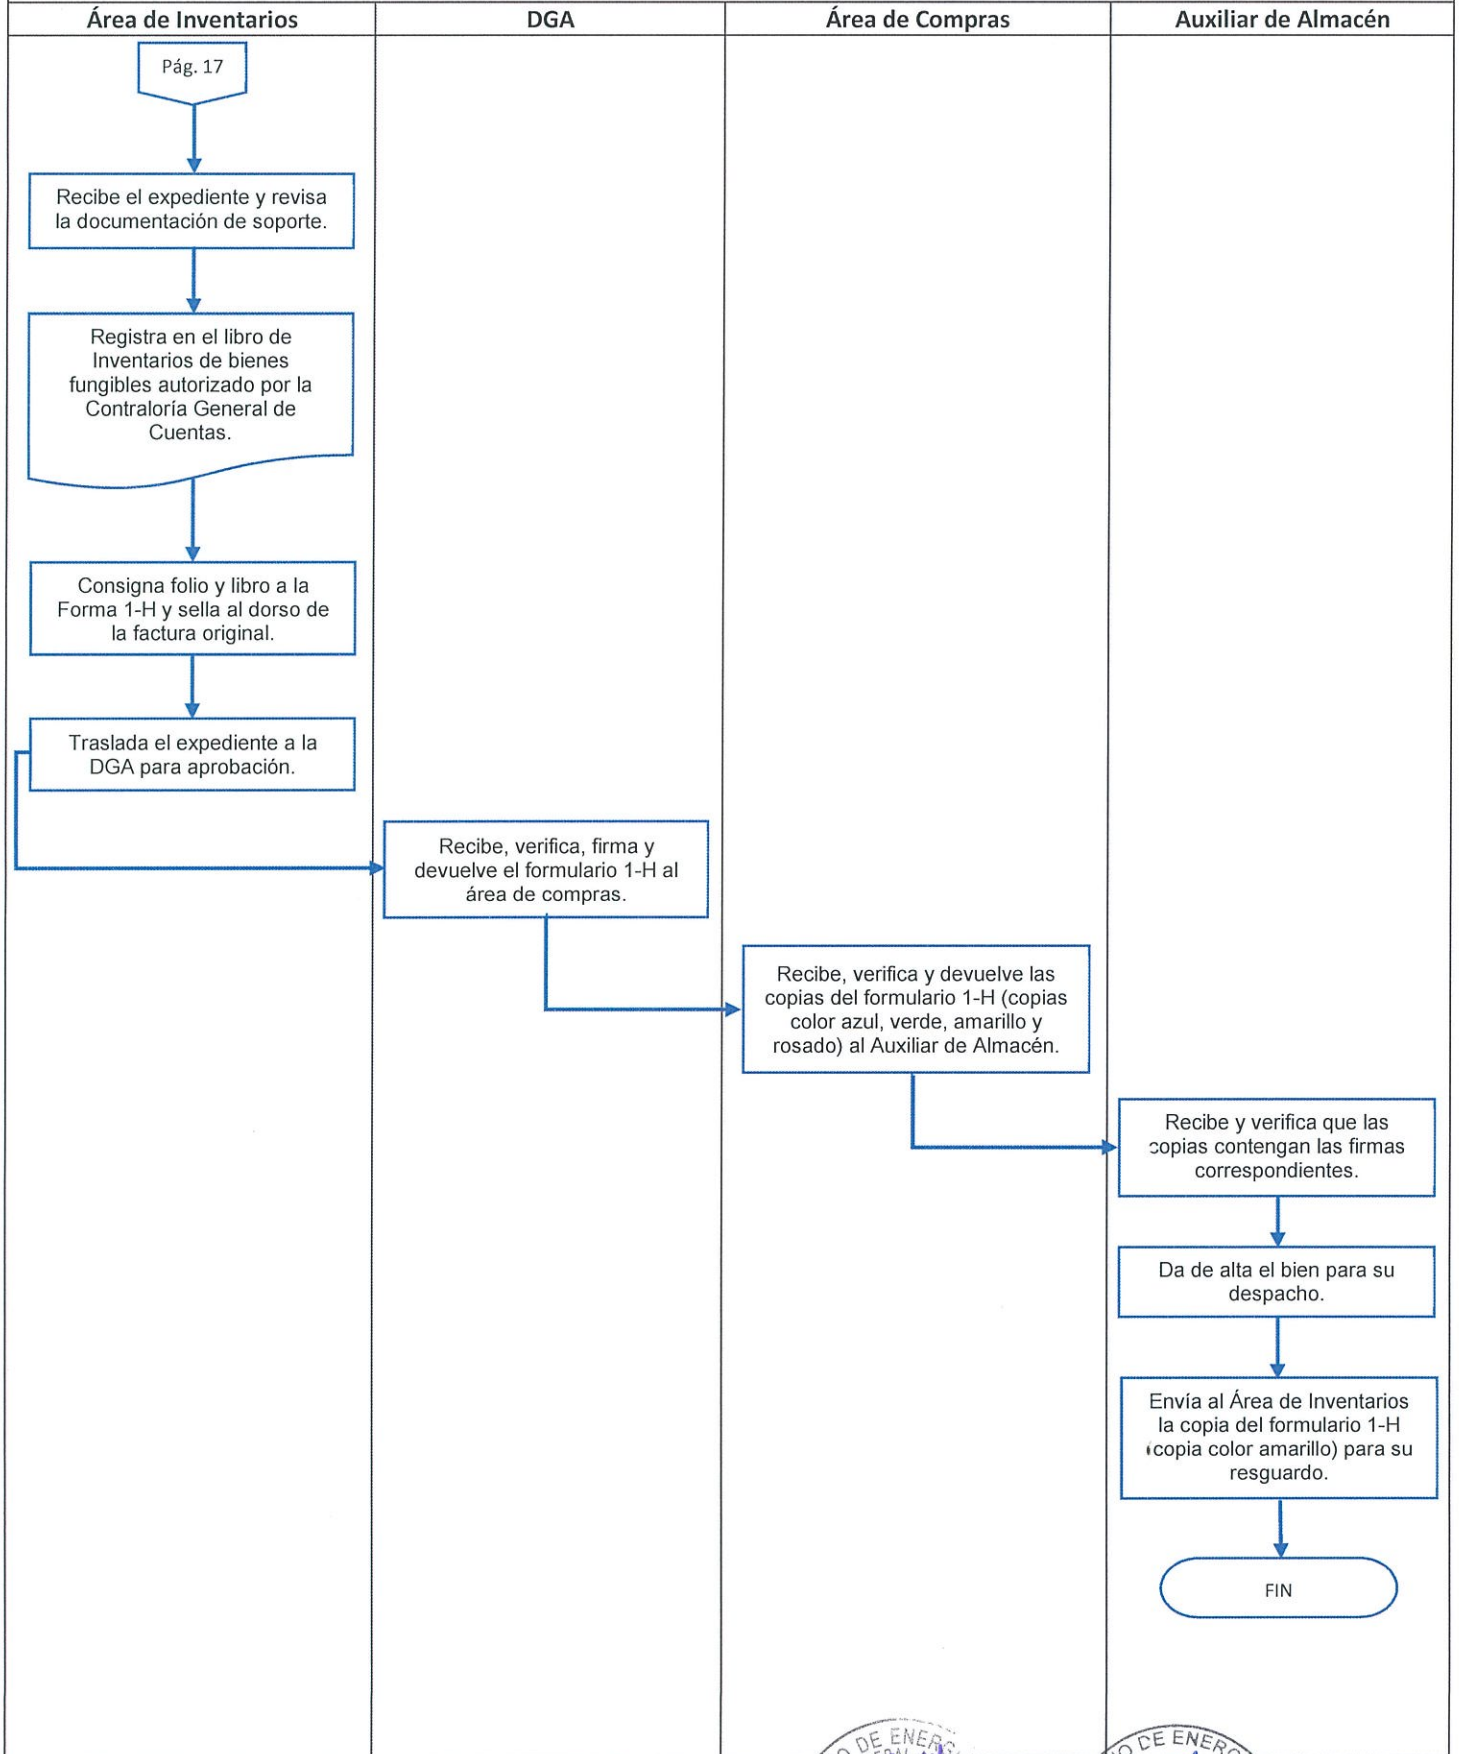 Área de Inventarios
DGA
Área de Compras
Auxiliar de Almacén
Pág. 17
Recibe el expediente y revisa
la documentación de soporte.
Registra en el libro de
Inventarios de bienes
fungibles autorizado por la
Contraloría General de
Cuentas.
Consigna folio y libro a la
Forma 1-H y sella al dorso de
la factura original.
Traslada el expediente a la
DGA para aprobación.
Recibe, verifica, firma y
devuelve el formulario 1-H al
área de compras.
Recibe, verifica y devuelve las
copias del formulario 1-H (copias
color azul, verde, amarillo y
rosado) al Auxiliar de Almacén.
Recibe y verifica que las
copias contengan las firmas
correspondientes.
Da de alta el bien para su
despacho.
Envía al Área de Inventarios
la copia del formulario 1-H
(copia color amarillo) para su
resguardo.
FIN
DE ENERG
DE ENERG